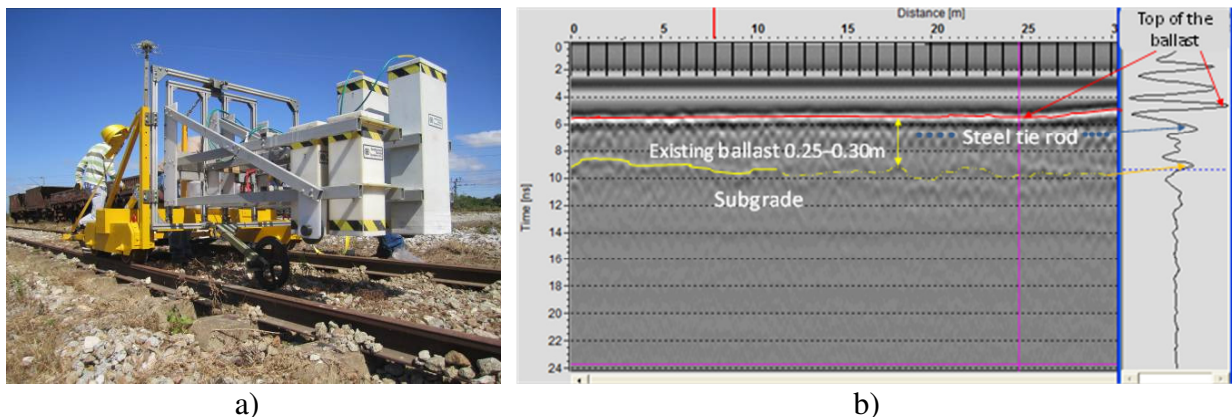 Distance [m]
0 5 10 15 20 25 3
Top of the
ballast
0
2
4
6
8
10
12
14
16
18
20
22
24
Time [ns]
Steel tie rod
Existing ballast 0.25–0.30m
Subgrade
a)
b)